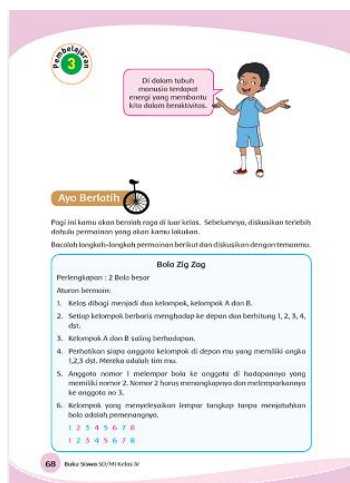 Pembelajaran
3
Di dalam tubuh
manusia terdapat
energi yang membantu
kita dalam beraktivitas.
Ayo Berlatih
Pagi ini kamu akan berolah raga di luar kelas. Sebelumnya, diskusikan terlebih
dahulu permainan yang akan kamu lakukan.
Bacalah langkah-langkah permainan berikut dan diskusikan dengan temanmu.
Bola Zig Zag
Perlengkapan : 2 Bola besar
Aturan bermain:
1. Kelas dibagi menjadi dua kelompok, kelompok A dan B.
2. Setiap kelompok berbaris menghadap ke depan dan berhitung 1, 2, 3, 4,
dst.
3. Kelompok A dan B saling berhadapan.
4. Perhatikan siapa anggota kelompok di depan mu yang memiliki angka
1,2,3 dst. Mereka adalah tim mu.
5. Anggota nomor 1 melempar bola ke anggota di hadapannya yang
memiliki nomor 2. Nomor 2 harus menangkapnya dan melemparkannya
ke anggota no 3.
6. Kelompok yang menyelesaikan lempar tangkap tanpa menjatuhkan
bola adalah pemenangnya.
1 2 3 4 5 6 7 8
1 2 3 4 5 6 7 8
68 Buku Siswa SD/MI Kelas IV